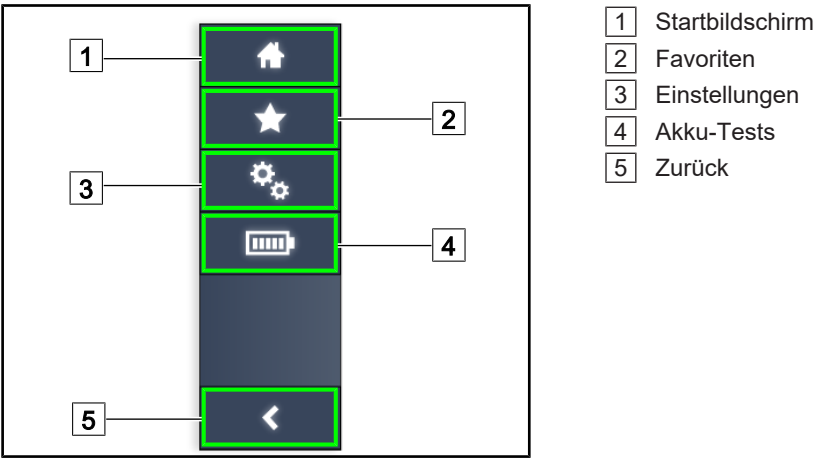 1
2
3
4
5
1 Startbildschirm
2 Favoriten
3 Einstellungen
4 Akku-Tests
5 Zurück